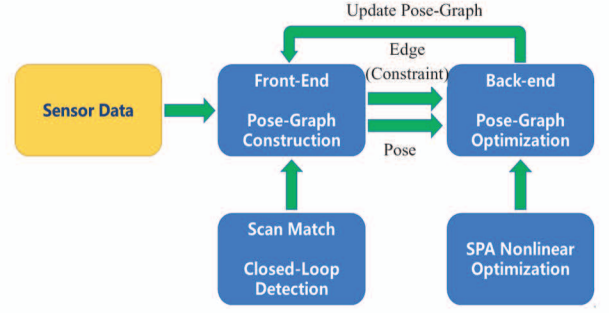 Update Pose-Graph
Edge
(Constraint)
Sensor Data
Front-End
Pose-Graph
Construction
Back-end
Pose-Graph
Optimization
Pose
Scan Match
Closed-Loop
Detection
SPA Nonlinear
Optimization